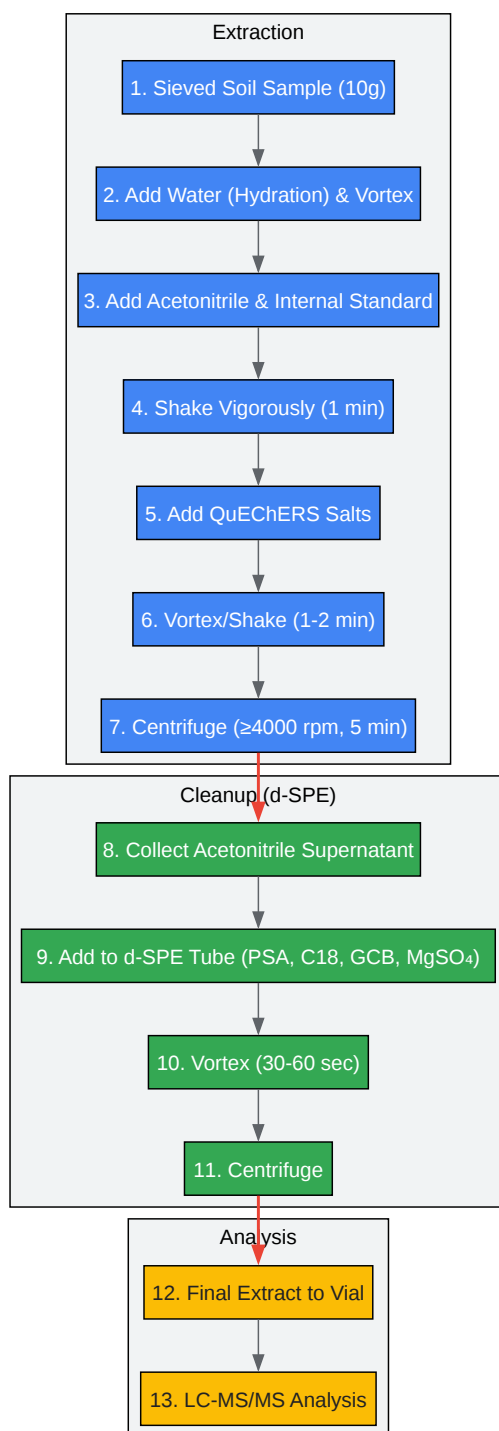 Extraction
1. Sieved Soil Sample (10g)
2. Add Water (Hydration) & Vortex
3. Add Acetonitrile & Internal Standard
4. Shake Vigorously (1 min)
5. Add QuEChERS Salts
6. Vortex/Shake (1-2 min)
7. Centrifuge (≥4000 rpm, 5 min)
Cleanup (d-SPE)
8. Collect Acetonitrile Supernatant
9. Add to d-SPE Tube (PSA, C18, GCB, MgSO₄)
10. Vortex (30-60 sec)
11. Centrifuge
Analysis
12. Final Extract to Vial
13. LC-MS/MS Analysis